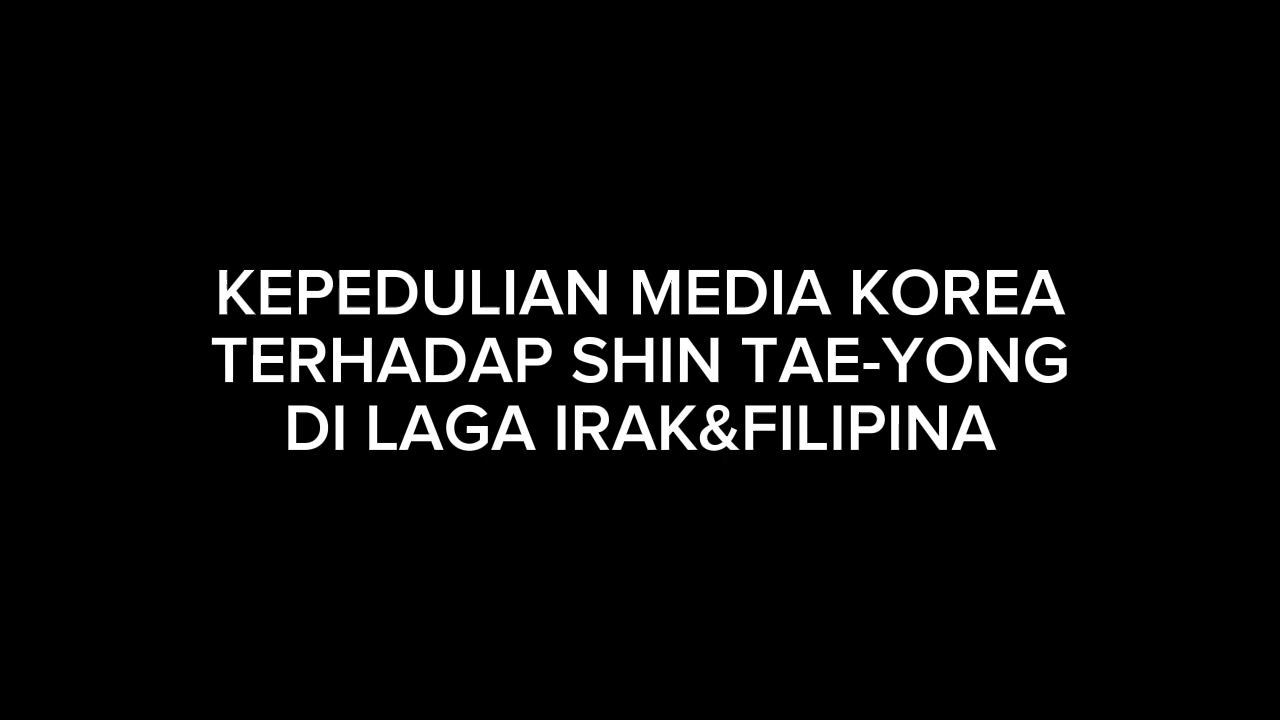 KEPEDULIAN MEDIA KOREA
TERHADAP SHIN TAE-YONG
DI LAGA IRAK&FILIPINA